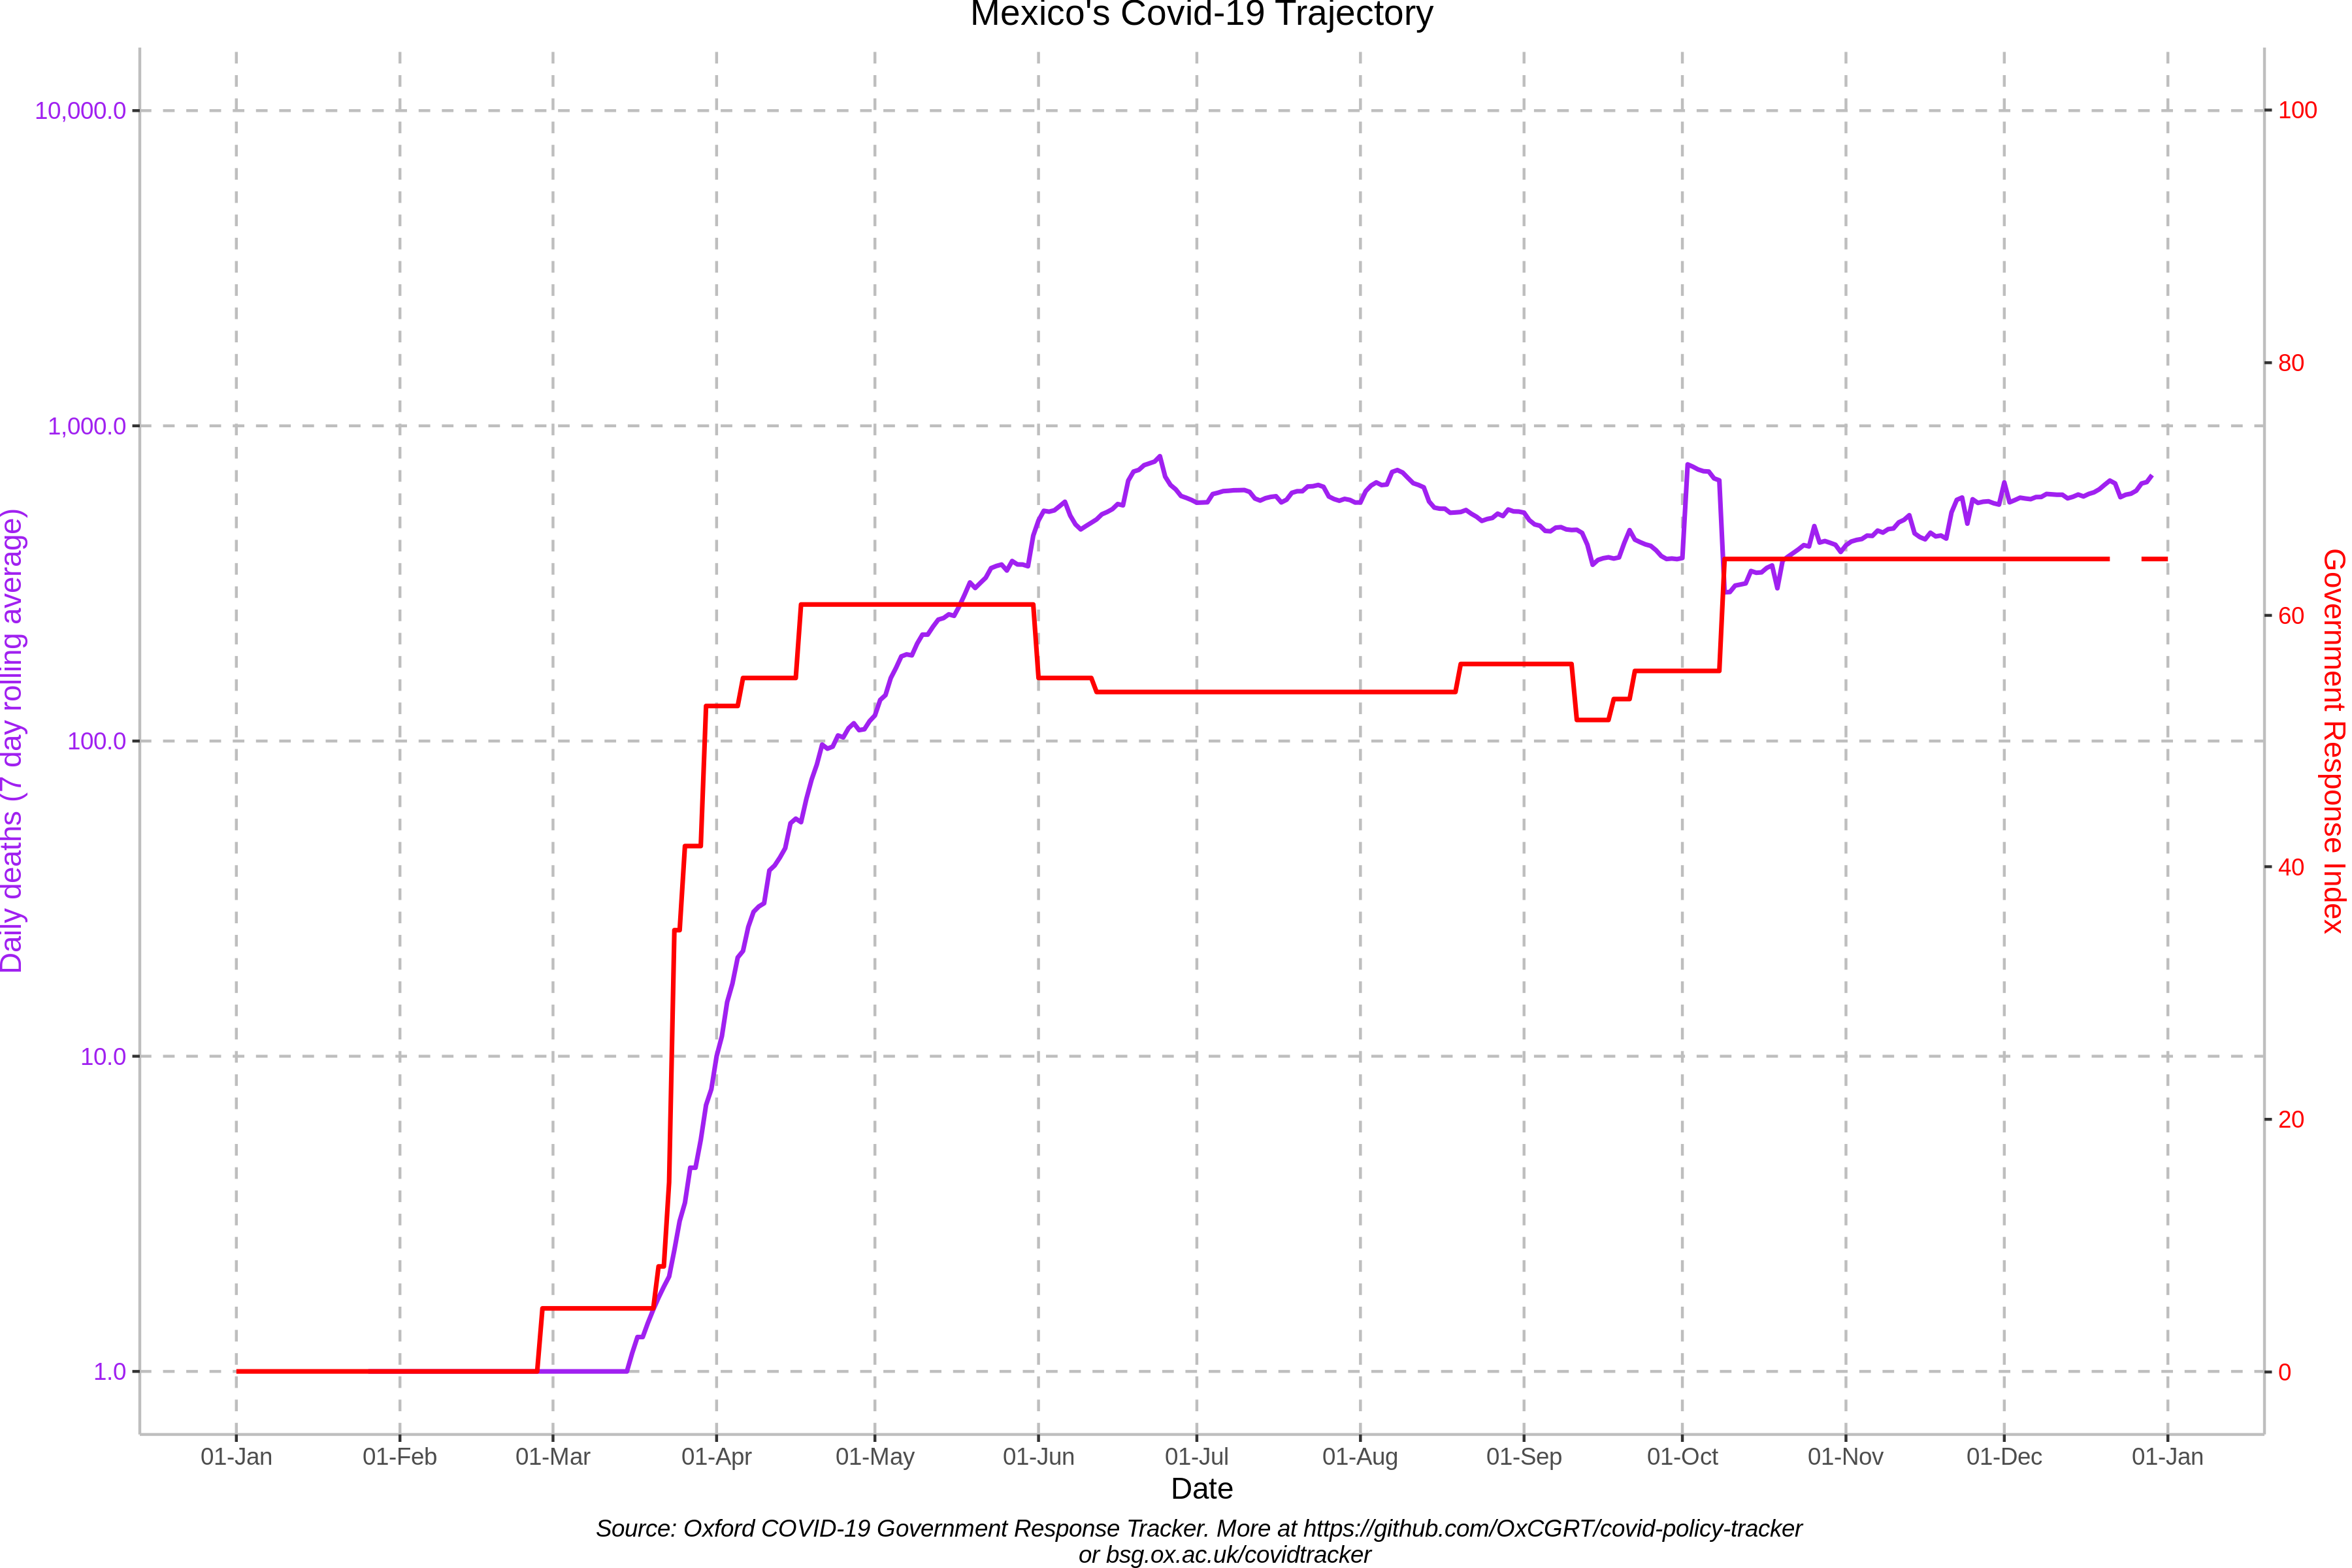 Mexico's Covid-19 Trajectory
10,000.0
1,000.0
100.0
10.0
1.0
Daily deaths (7 day rolling average)
100
80
60
40
20
0
Government Response Index
01-Jan
01-Feb
01-Mar
01-Apr
01-May
01-Jun
01-Jul
01-Aug
01-Sep
01-Oct
01-Nov
01-Dec
01-Jan
Date
Source: Oxford COVID-19 Government Response Tracker. More at https://github.com/OxCGRT/covid-policy-tracker
or bsg.ox.ac.uk/covidtracker